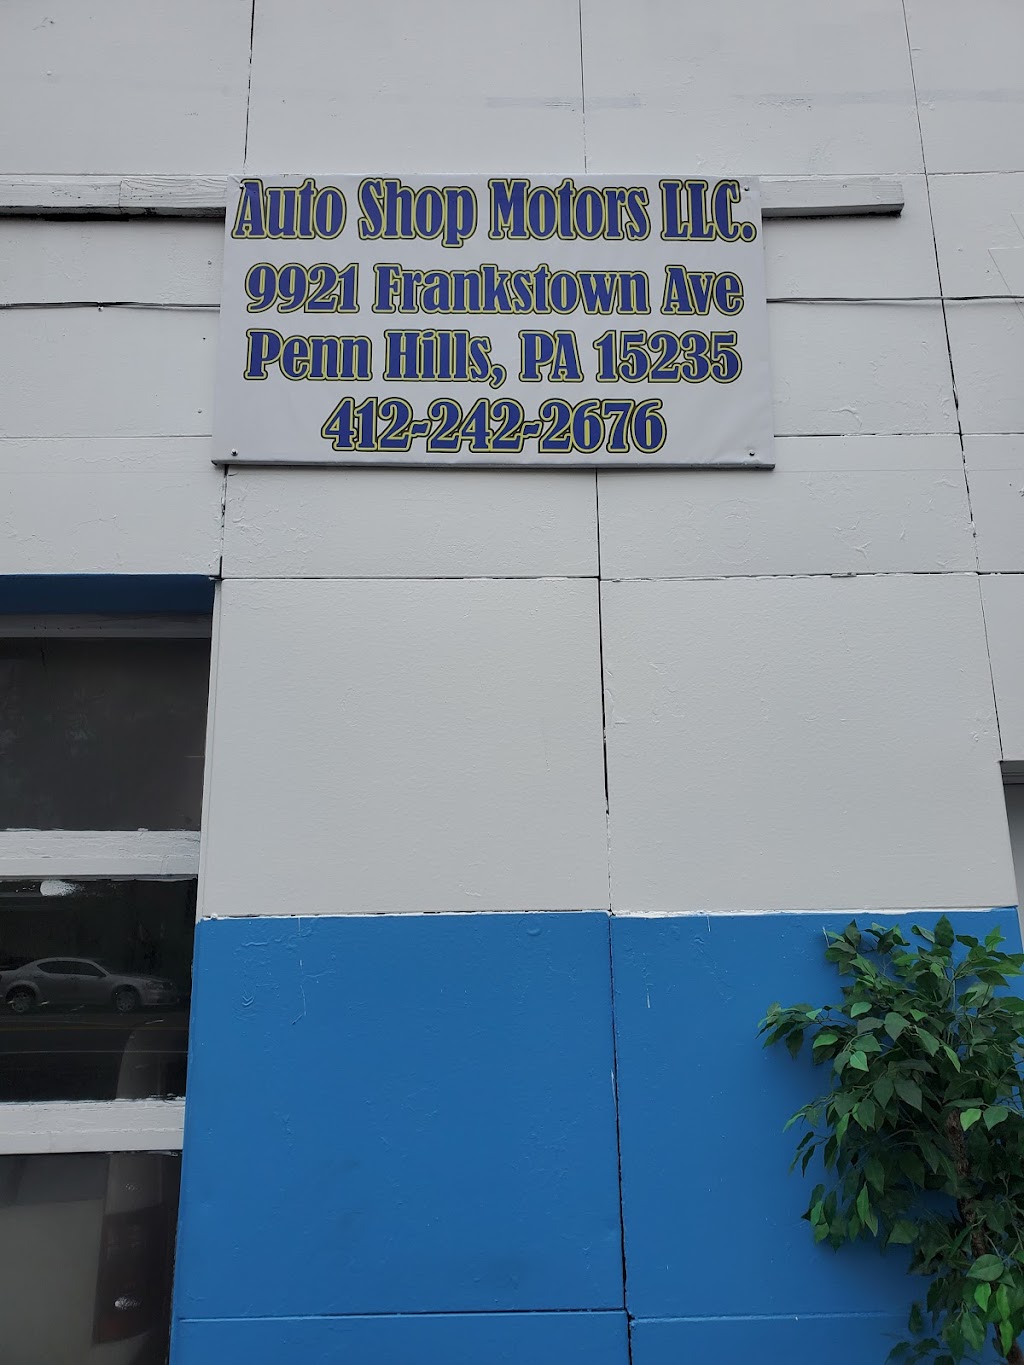 Auto Shop Motors LLC.
9921 Frankstown Ave
Penn Hills, PA 15235
412-242-2676